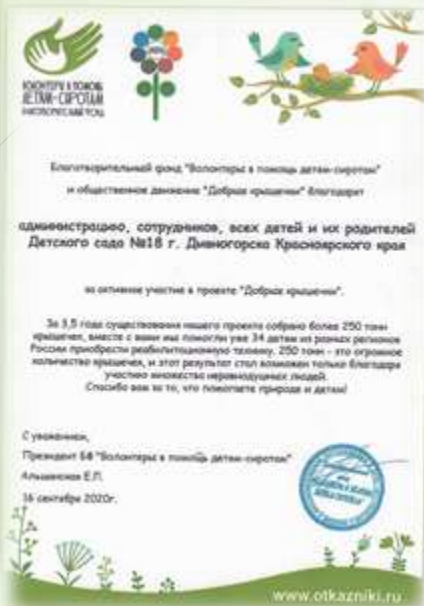 ВОЛОНТЕРЫ В ПОМОЩЬ
ДЕТЯМ-СИРОТАМ
БЛАГОТВОРИТЕЛЬНЫЙ ФОНД
Благотворительный фонд "Волонтеры в помощь детям-сиротам"
и общественное движение "Добрые крышечки" благодарят
администрацию, сотрудников, всех детей и их родителей
Детского сада №18 г. Дивногорска Красноярского края
за активное участие в проекте "Добрые крышечки".
За 3,5 года существования нашего проекта собрано более 250 тонн
крышечек, вместе с вами мы помогли уже 34 детям из разных регионов
России приобрести реабилитационную технику. 250 тонн - это огромное
количество крышечек, и этот результат стал возможен только благодаря
участию множества неравнодушных людей.
Спасибо вам за то, что помогаете природе и детям!
С уважением,
Президент БФ "Волонтеры в помощь детям-сиротам"
Альшанская Е.Л.
16 сентября 2020г.
www.otkazniki.ru